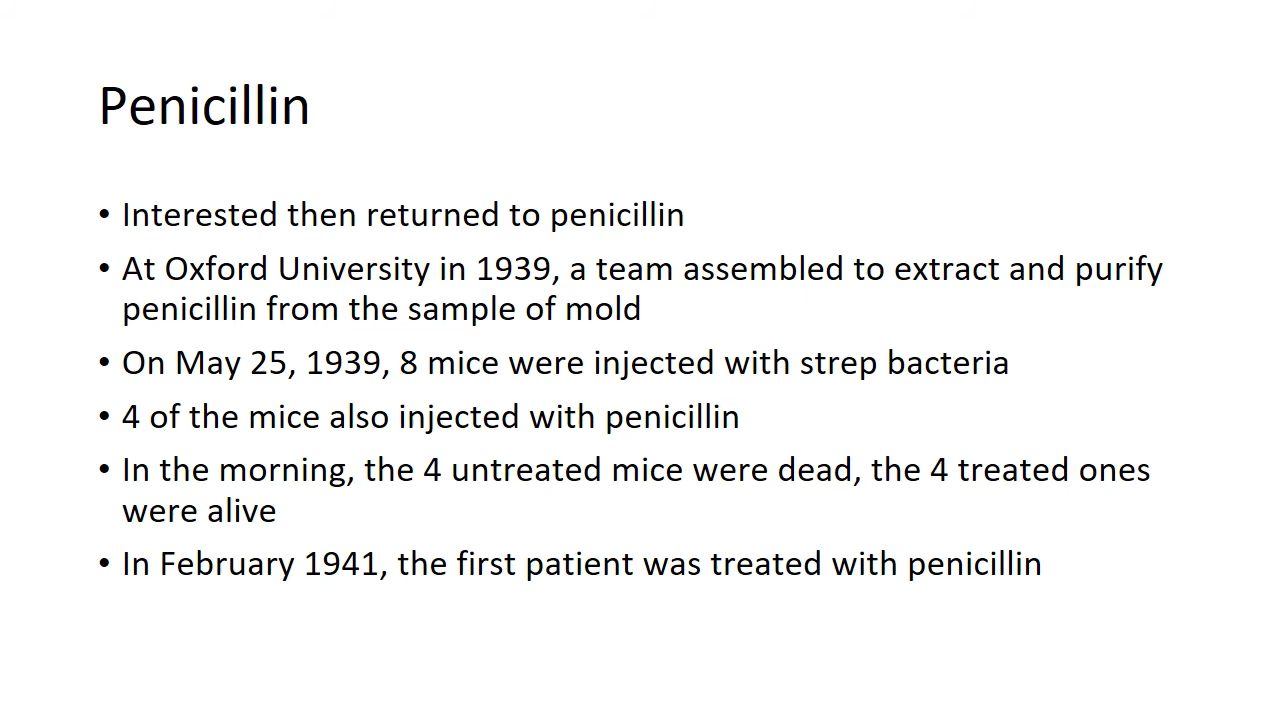 Penicillin
• Interested then returned to penicillin
• At Oxford University in 1939, a team assembled to extract and purify
penicillin from the sample of mold
• On May 25, 1939, 8 mice were injected with strep bacteria
• 4 of the mice also injected with penicillin
• In the morning, the 4 untreated mice were dead, the 4 treated ones
were alive
• In February 1941, the first patient was treated with penicillin